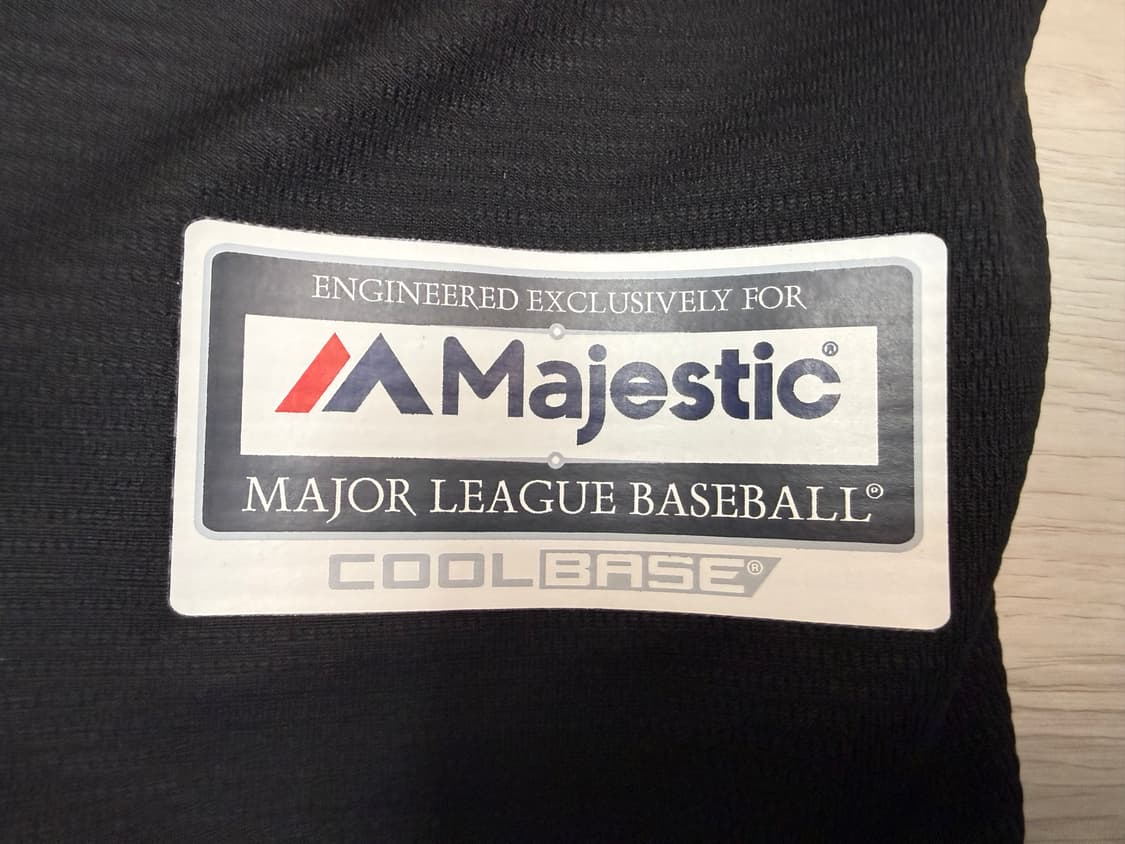 ENGINEERED EXCLUSIVELY FOR
Majestic®
MAJOR LEAGUE BASEBALL®
COOLBASE®